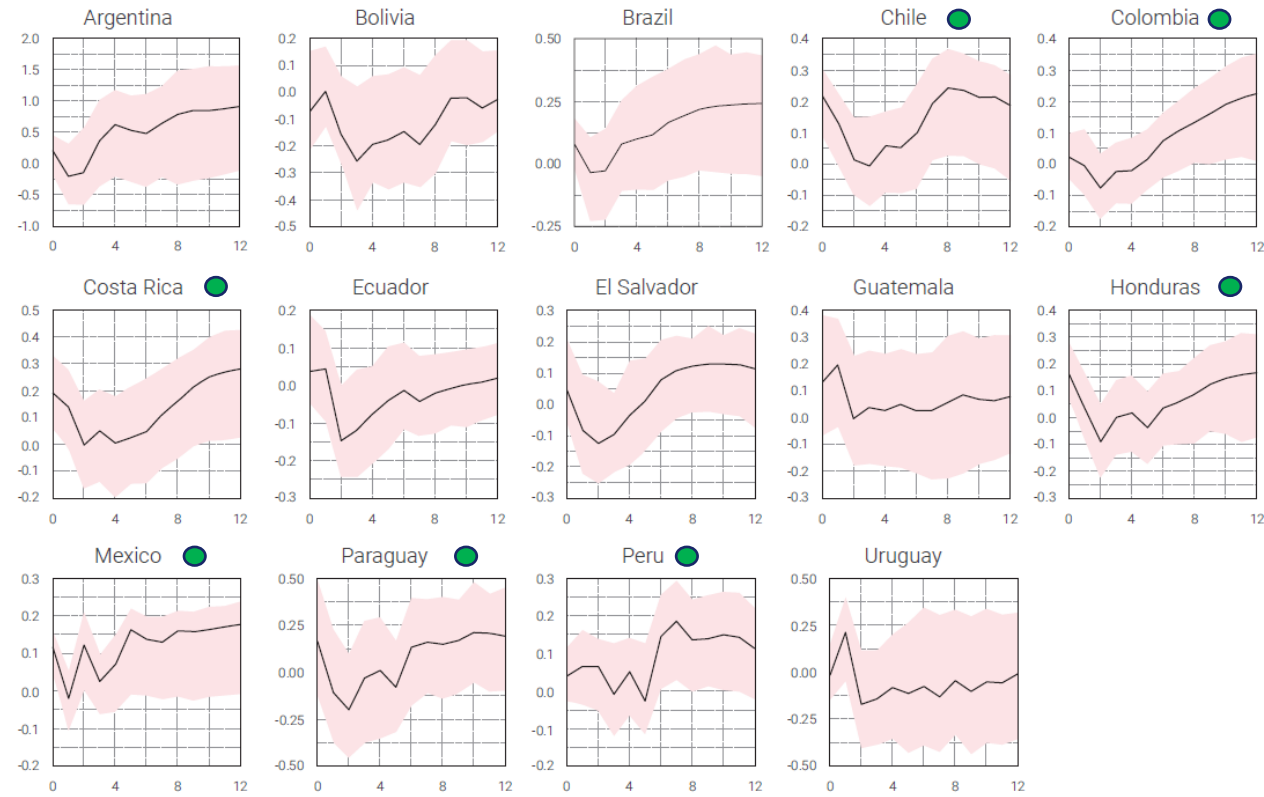 Argentina Bolivia Brazil Chile Colombia
2.0 0.2 0.50 0.4 0.4
1.5 0.1 0.3 0.3
1.0 0.0 0.25 0.2 0.2
0.5 -0.1 0.1 0.1
0.0 -0.2 0.00 0.0 0.0
-0.5 -0.3 -0.1 -0.1
-0.4
1.0 -0.5 -0.25 -0.2 -0.2
0 4 8 12 0 4 8 12 0 4 8 12 0 4 8 12 0 4 8 12
Costa Rica Ecuador El Salvador Guatemala Honduras
0.5 0.2 0.3 0.4 0.4
0.4 0.1 0.2 0.3 0.3
0.3 0.1 0.2 0.2
0.2 0.0 0.0 0.1 0.1
0.1 -0.1 0.0 0.0
0.0 -0.1 -0.1 -0.1 -0.1
-0.1 -0.2 -0.2 -0.2 -0.2
-0.2 -0.3 -0.3 -0.3 -0.3
0 4 8 12 0 4 8 12 0 4 8 12 0 4 8 12 0 4 8 12
Mexico Paraguay Peru Uruguay
0.3 0.50 0.3 0.50
0.2 0.25 0.2 0.25
0.1 0.1
0.0 0.00 0.0 0.00
-0.1 -0.25 -0.1 -0.25
-0.2 -0.50 -0.2 -0.50
0 4 8 12 0 4 8 12 0 4 8 12 0 4 8 12